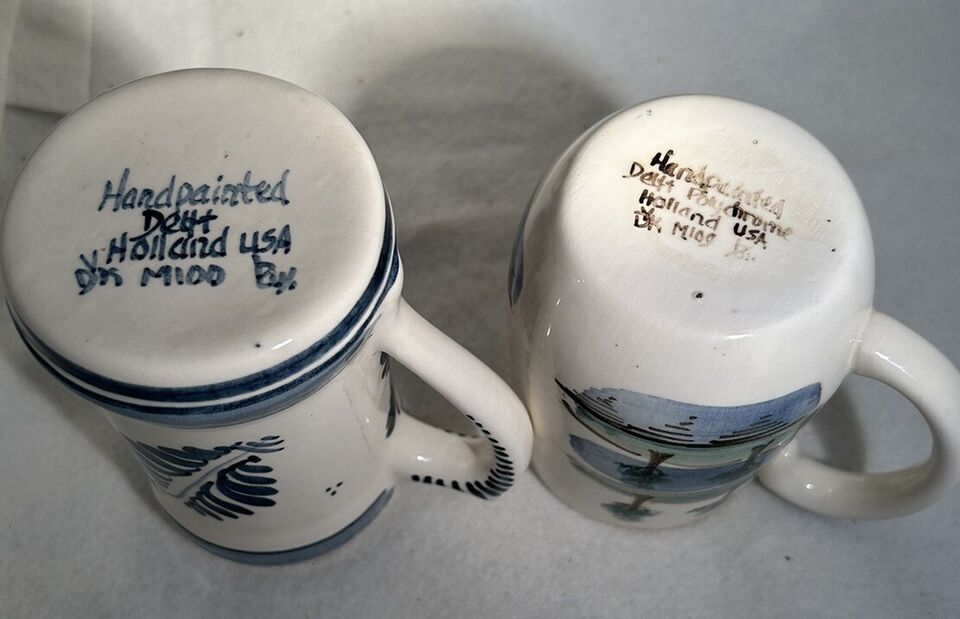 Handpainted
Delft
Holland USA
DK M100
Handpainted
Delft Polychrome
Holland USA
DK M100